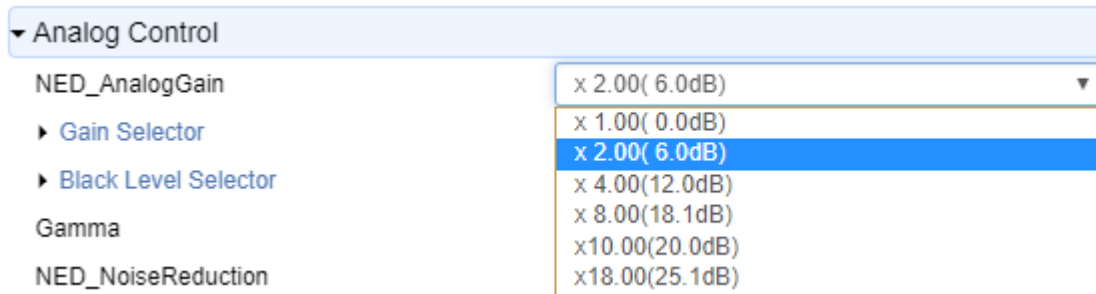 Analog Control
NED_AnalogGain x 2.00( 6.0dB)
x 1.00( 0.0dB)
Gain Selector
x 2.00( 6.0dB)
Black Level Selector
x 4.00(12.0dB)
x 8.00(18.1dB)
Gamma
x10.00(20.0dB)
NED_NoiseReduction
x18.00(25.1dB)